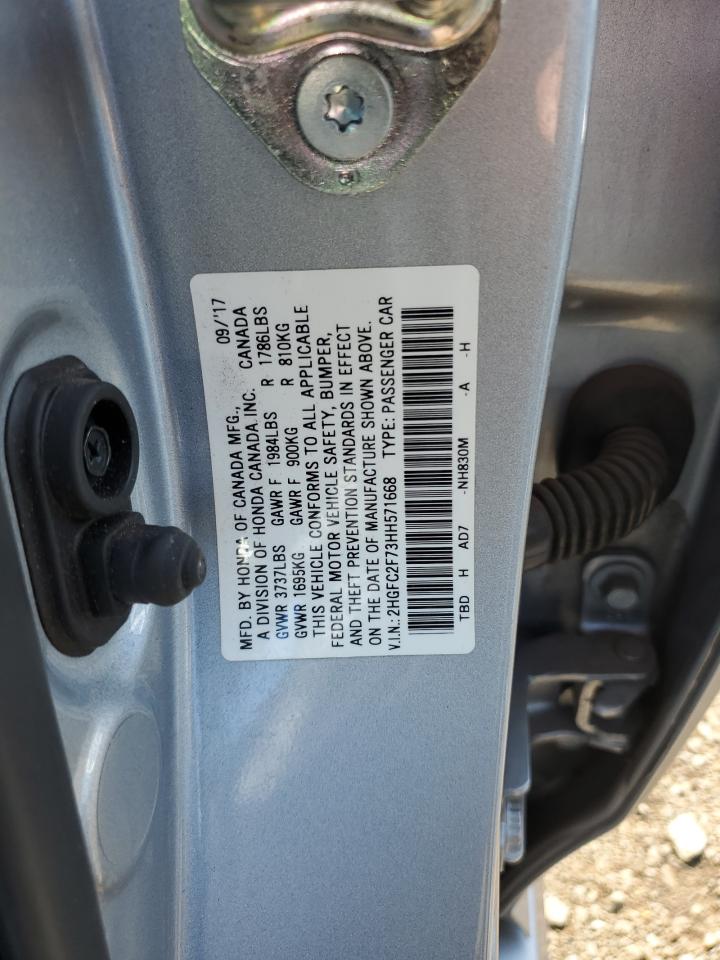 MFD. BY HONDA OF CANADA MFG., 09/'17
A DIVISION OF HONDA CANADA INC. CANADA
GVWR 3737LBS GAWR F 1984LBS R 1786LBS
GVWR 1695KG GAWR F 900KG R 810KG
THIS VEHICLE CONFORMS TO ALL APPLICABLE
FEDERAL MOTOR VEHICLE SAFETY, BUMPER,
AND THEFT PREVENTION STANDARDS IN EFFECT
ON THE DATE OF MANUFACTURE SHOWN ABOVE.
V.I.N.: 2HGFC2F73HH571668 TYPE: PASSENGER CAR
TBD H AD7 -NH830M -A -H